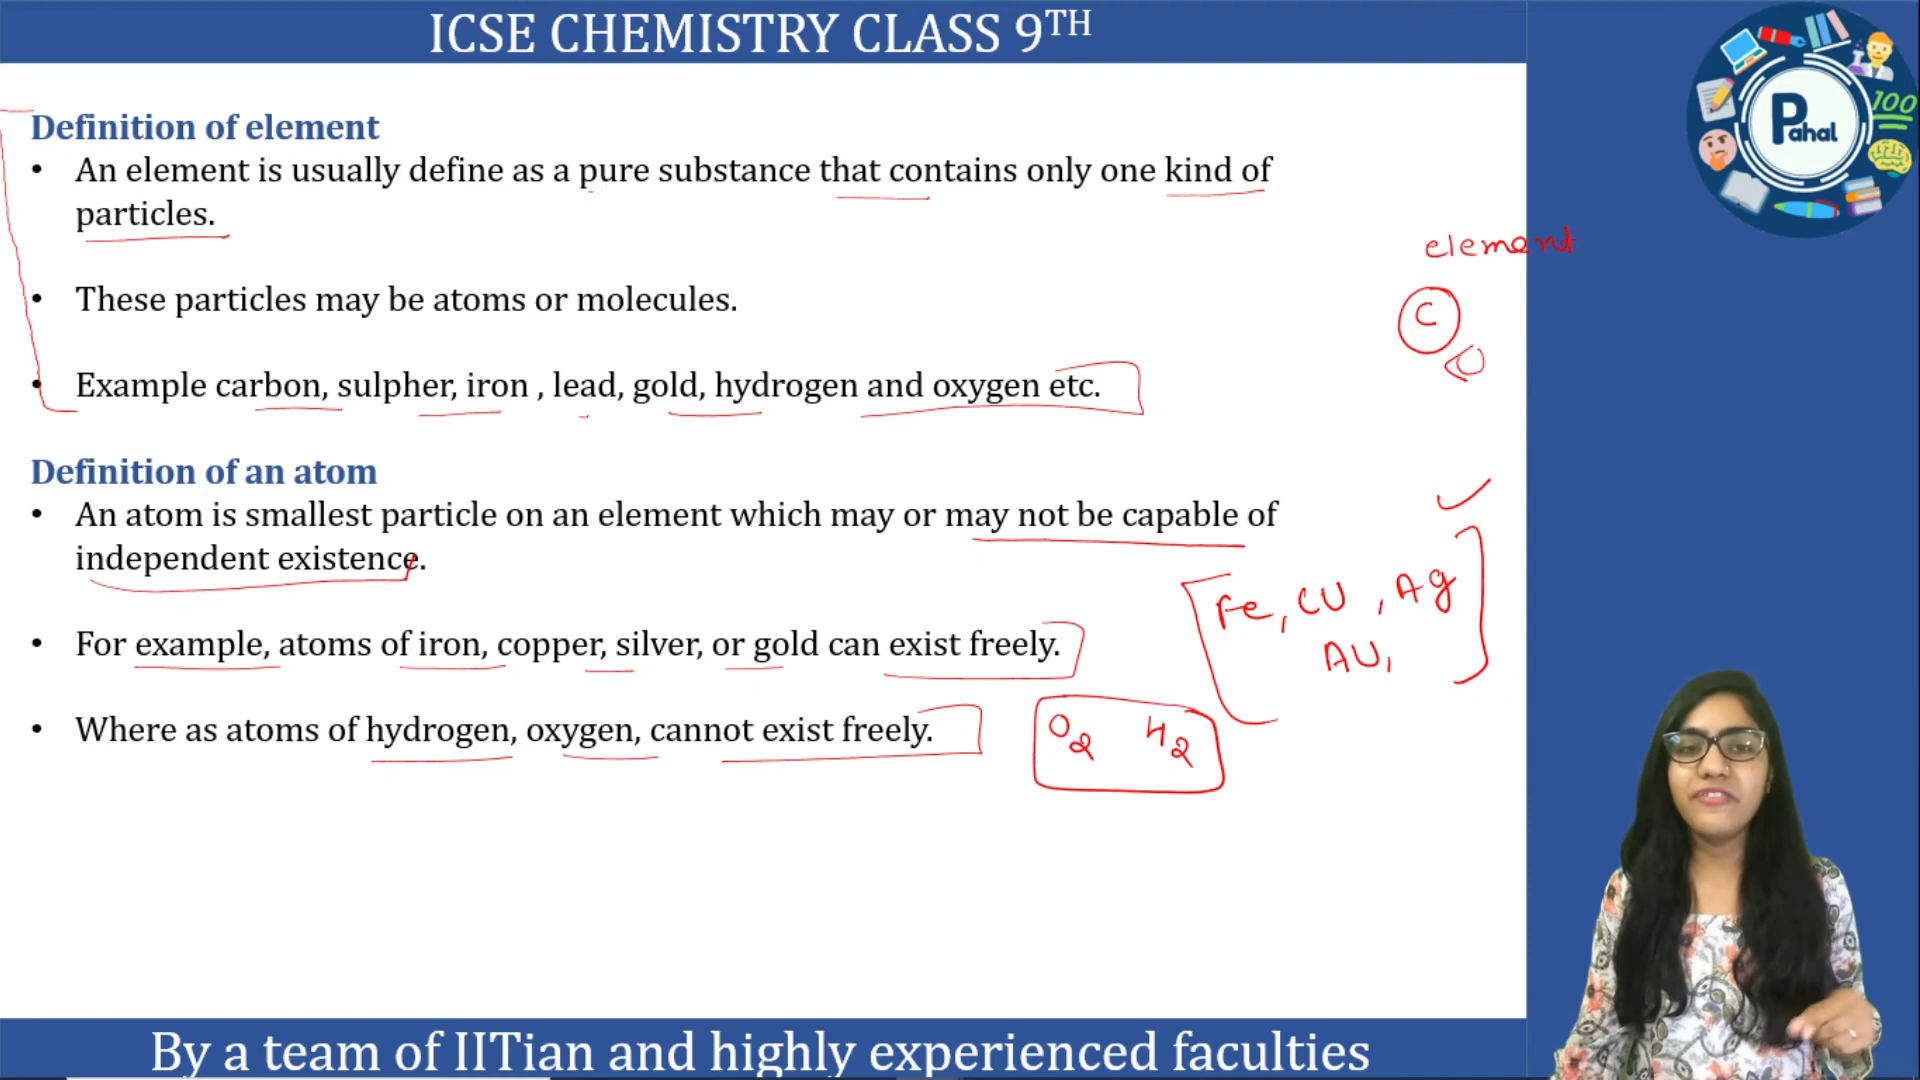 ICSE CHEMISTRY CLASS 9TH
100
Pahal
Definition of element
• An element is usually define as a pure substance that contains only one kind of
particles.
element
• These particles may be atoms or molecules.
C
• Example carbon, sulpher, iron , lead, gold, hydrogen and oxygen etc.
Definition of an atom
• An atom is smallest particle on an element which may or may not be capable of
independent existence.
Fe, CU , Ag
AU,
• For example, atoms of iron, copper, silver, or gold can exist freely.
• Where as atoms of hydrogen, oxygen, cannot exist freely.
O2 H2
By a team of IITian and highly experienced faculties